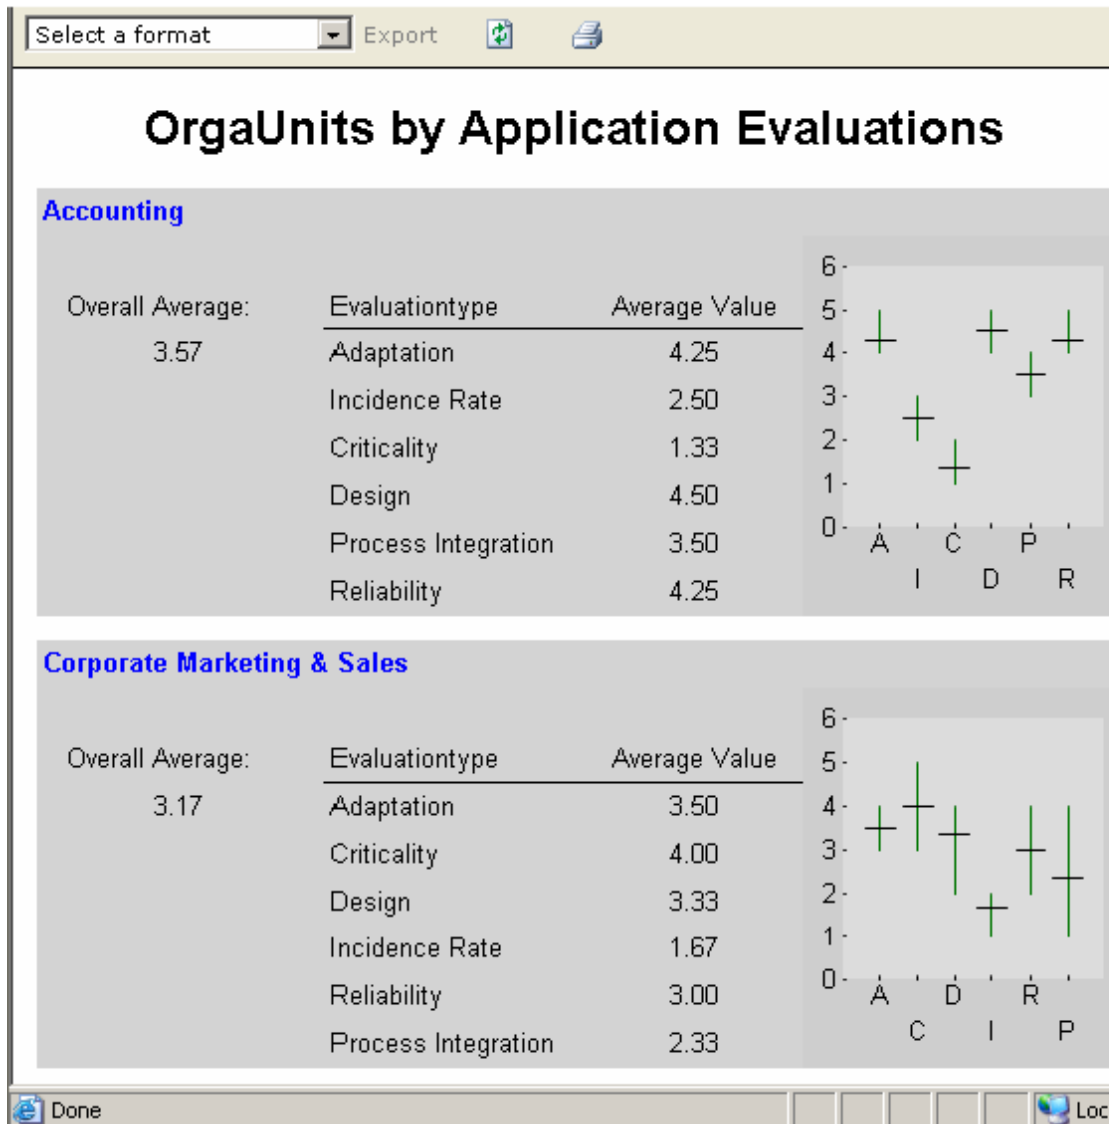 Select a format Export
OrgaUnits by Application Evaluations
Accounting
Overall Average: Evaluationtype Average Value
3.57 Adaptation 4.25
Incidence Rate 2.50
Criticality 1.33
Design 4.50
Process Integration 3.50
Reliability 4.25
6
5
4
3
2
1
0
A C P
I D R
Corporate Marketing & Sales
Overall Average: Evaluationtype Average Value
3.17 Adaptation 3.50
Criticality 4.00
Design 3.33
Incidence Rate 1.67
Reliability 3.00
Process Integration 2.33
6
5
4
3
2
1
0
A D R
C I P
Done Loc